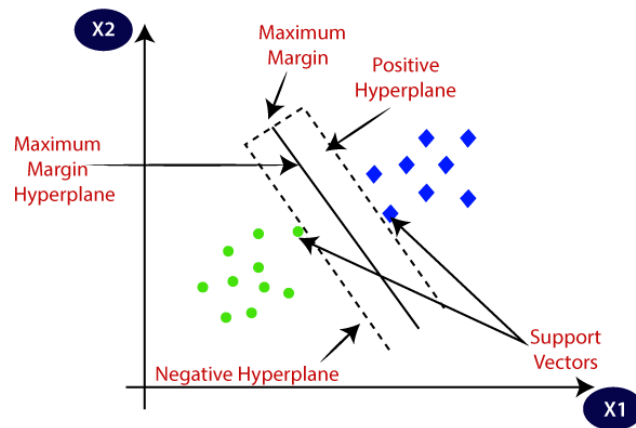 X2
Maximum
Margin
Positive
Hyperplane
Maximum
Margin
Hyperplane
Support
Vectors
Negative Hyperplane
X1